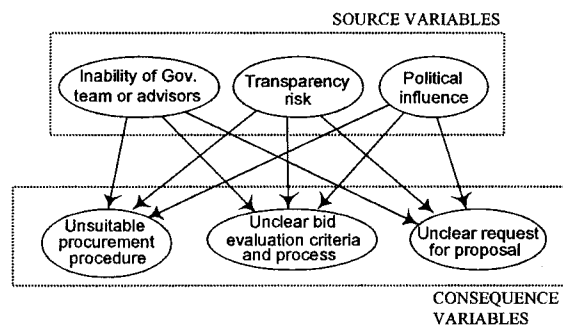 SOURCE VARIABLES
Inability of Gov.
team or advisors
Transparency
risk
Political
influence
Unsuitable
procurement
procedure
Unclear bid
evaluation criteria
and process
Unclear request
for proposal
CONSEQUENCE
VARIABLES